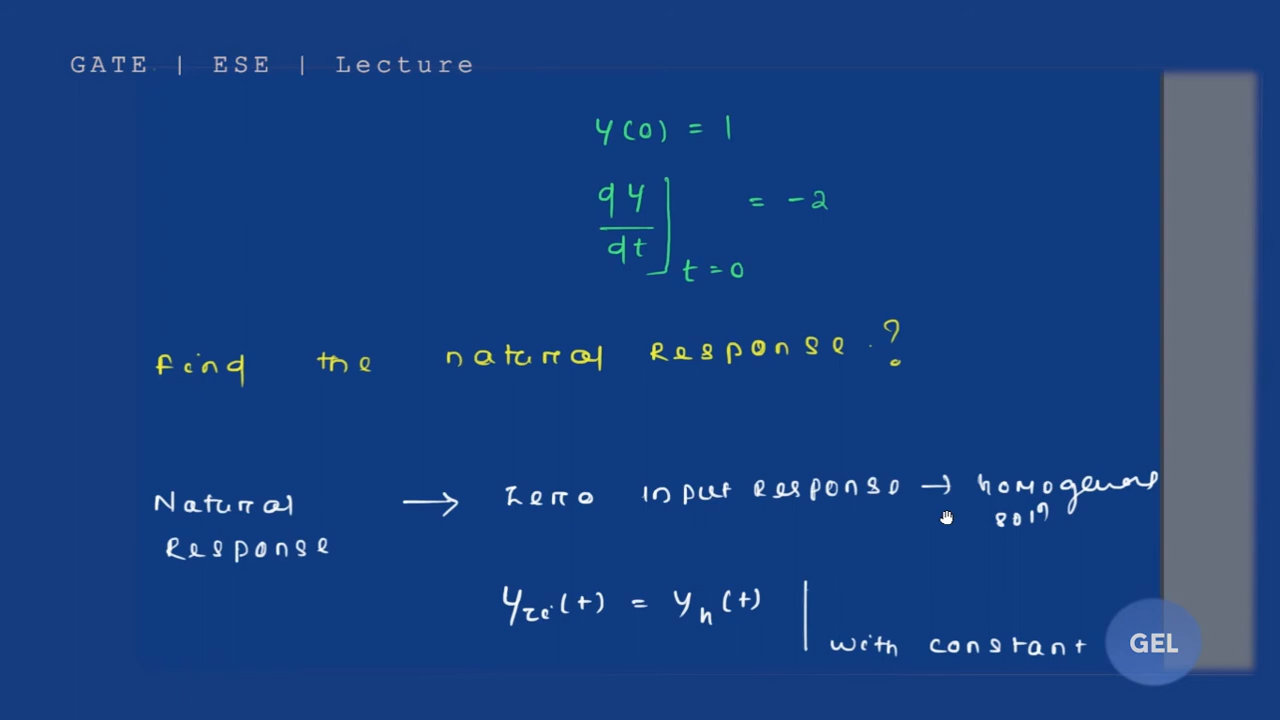 GATE | ESE | Lecture
y(0) = 1
dy
dt
t=0
= -2
Find the natural Response ?
Natural → Zero input Response → homogenous
soln
Response
yzi(t) = yh(t) |
with constant
GEL